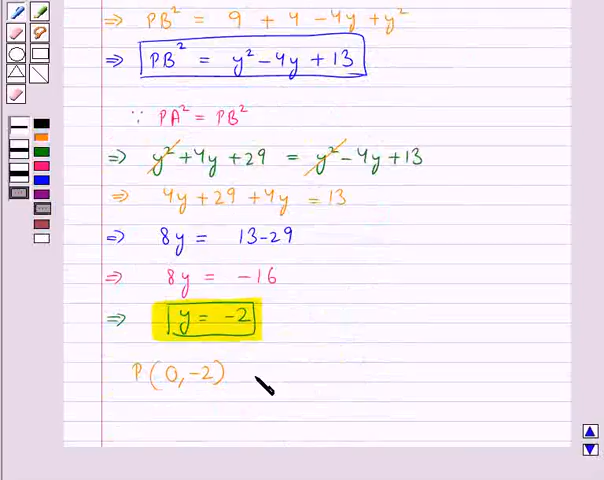 ⇒ PB² = 9 + 4 - 4y + y²
⇒ PB² = y² - 4y + 13
∵ PA² = PB²
⇒ y² + 4y + 29 = y² - 4y + 13
⇒ 4y + 29 + 4y = 13
⇒ 8y = 13 - 29
⇒ 8y = -16
⇒ y = -2
P(0, -2)